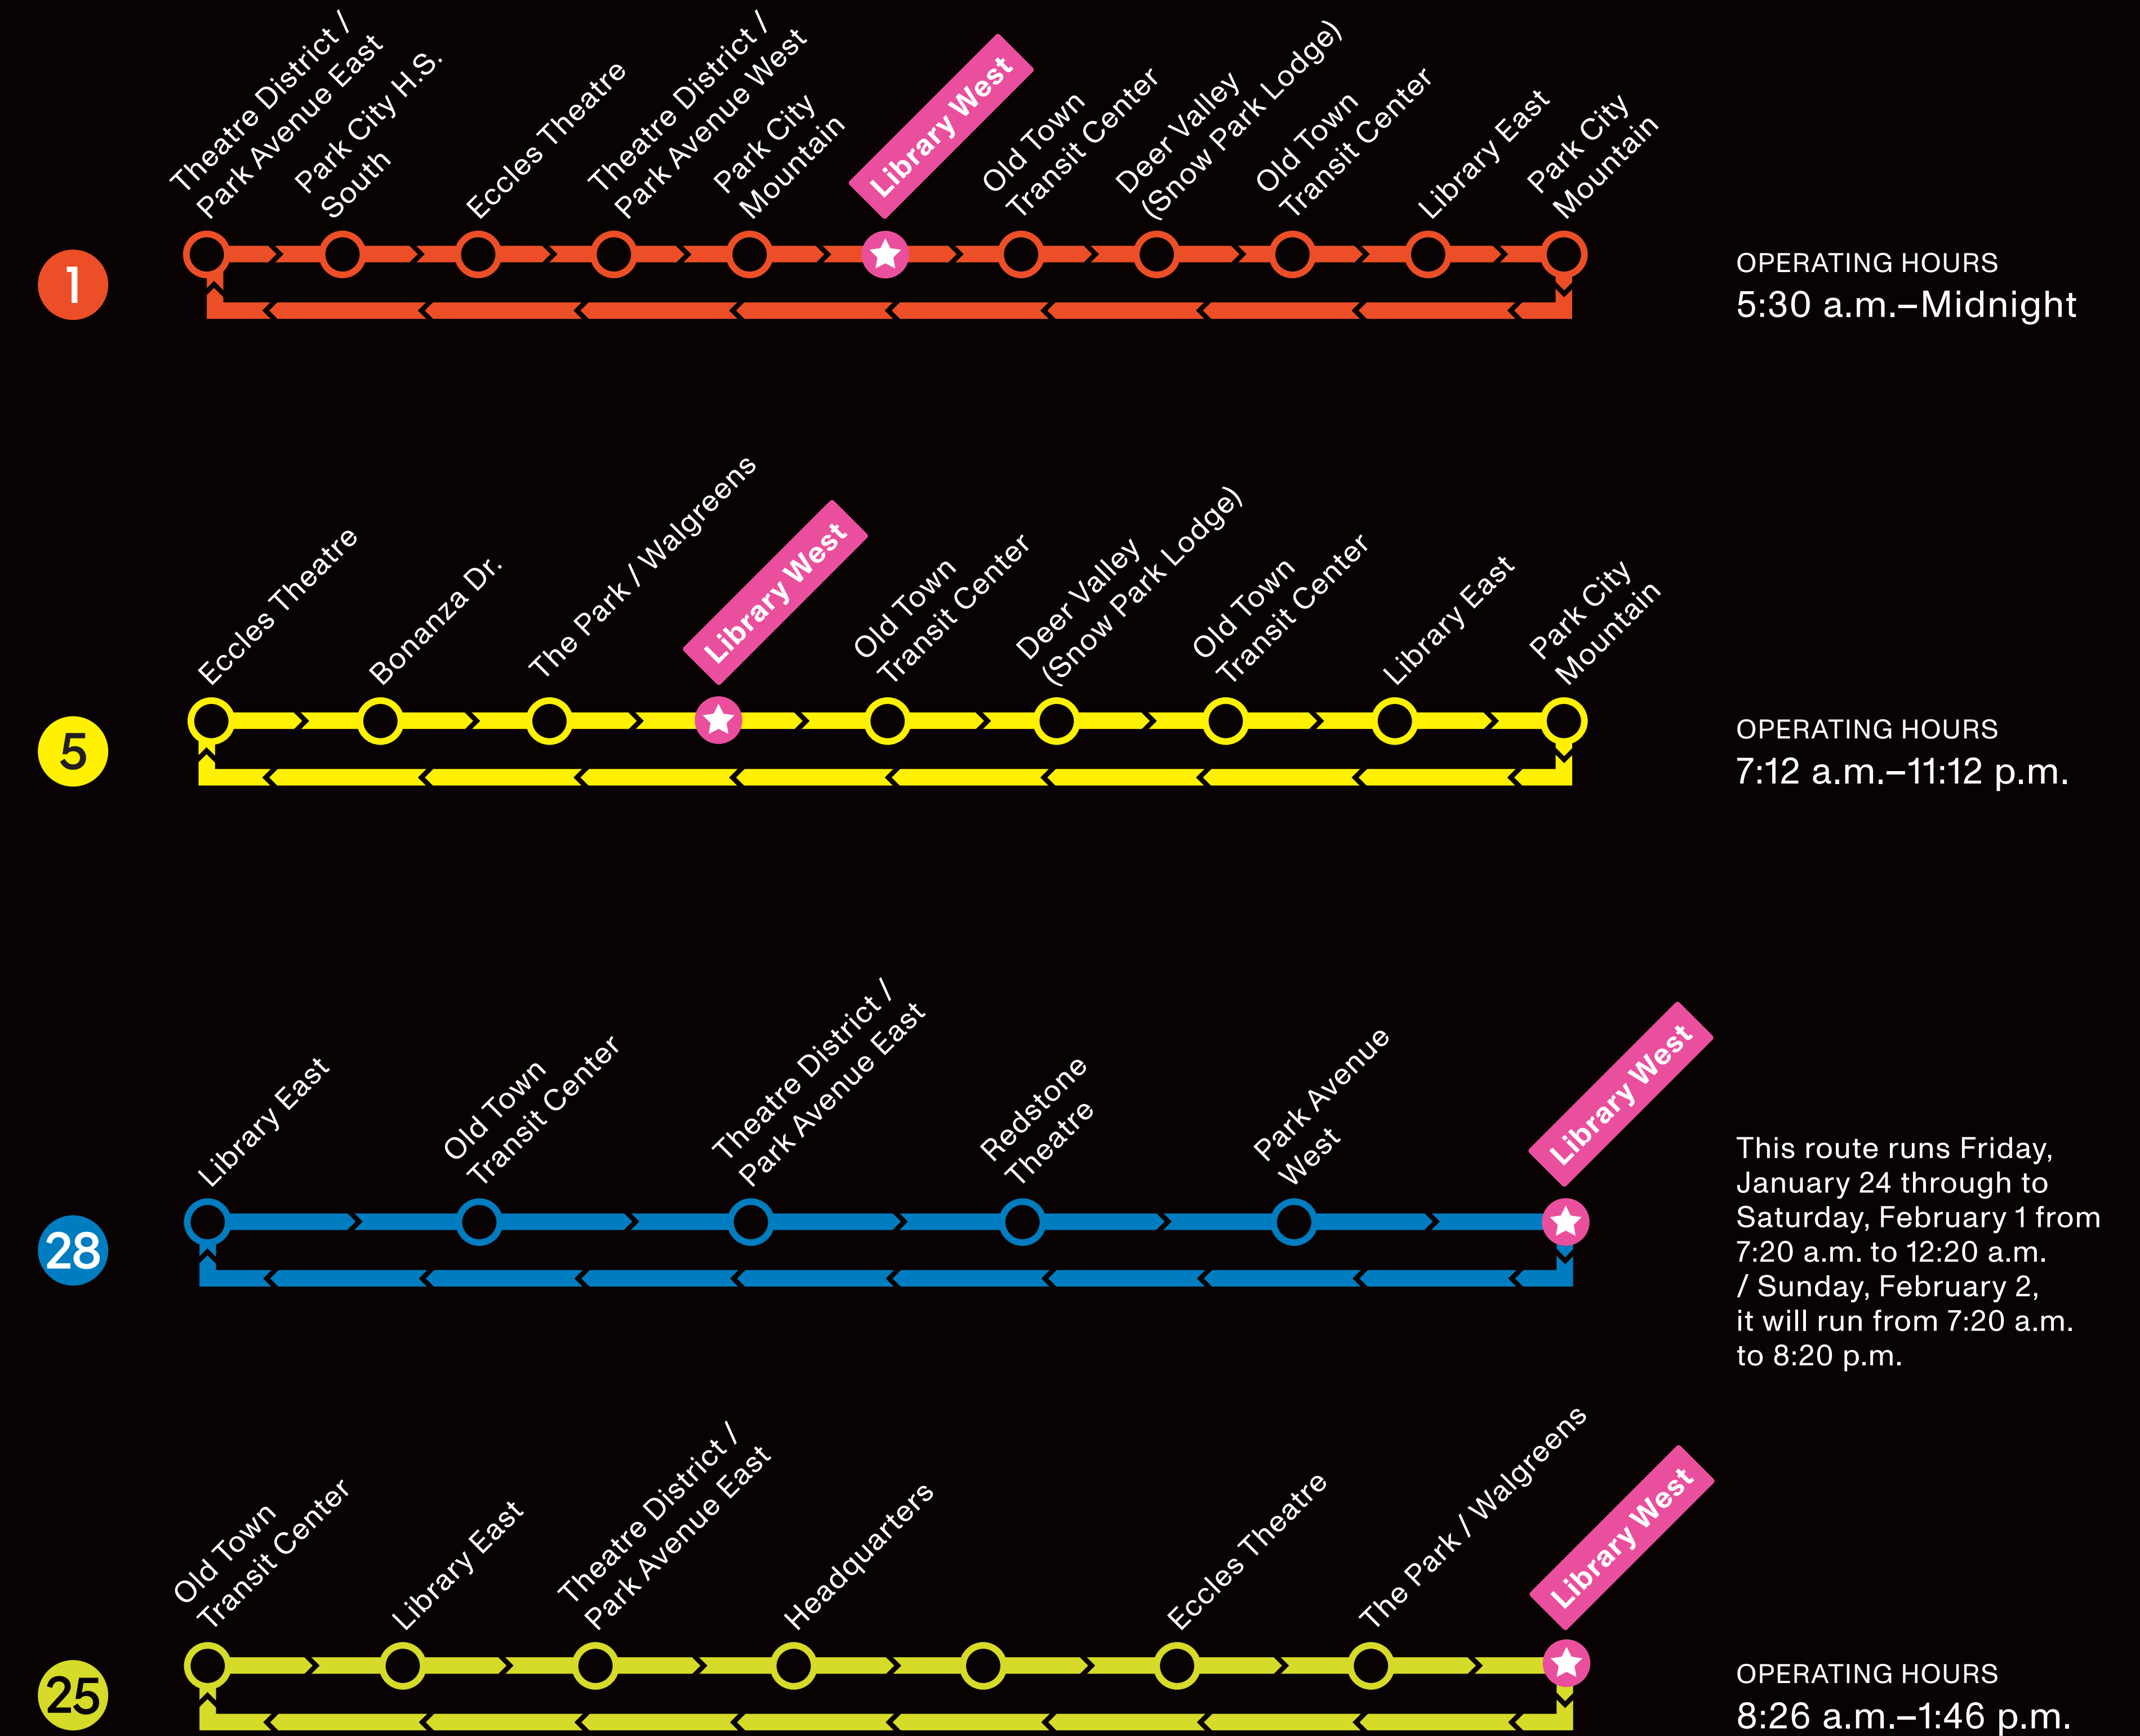 Theatre District /
Park Avenue East
Park City H.S.
South
Eccles Theatre
Theatre District /
Park Avenue West
Park City
Mountain
Library West
Old Town
Transit Center
Deer Valley
(Snow Park Lodge)
Old Town
Transit Center
Library East
Park City
Mountain
1
OPERATING HOURS
5:30 a.m.–Midnight
Eccles Theatre
Bonanza Dr.
The Park / Walgreens
Library West
Old Town
Transit Center
Deer Valley
(Snow Park Lodge)
Old Town
Transit Center
Library East
Park City
Mountain
5
OPERATING HOURS
7:12 a.m.–11:12 p.m.
Library East
Old Town
Transit Center
Theatre District /
Park Avenue East
Redstone
Theatre
Park Avenue
West
Library West
28
This route runs Friday,
January 24 through to
Saturday, February 1 from
7:20 a.m. to 12:20 a.m.
/ Sunday, February 2,
it will run from 7:20 a.m.
to 8:20 p.m.
Old Town
Transit Center
Library East
Theatre District /
Park Avenue East
Headquarters
Eccles Theatre
The Park / Walgreens
Library West
25
OPERATING HOURS
8:26 a.m.–1:46 p.m.